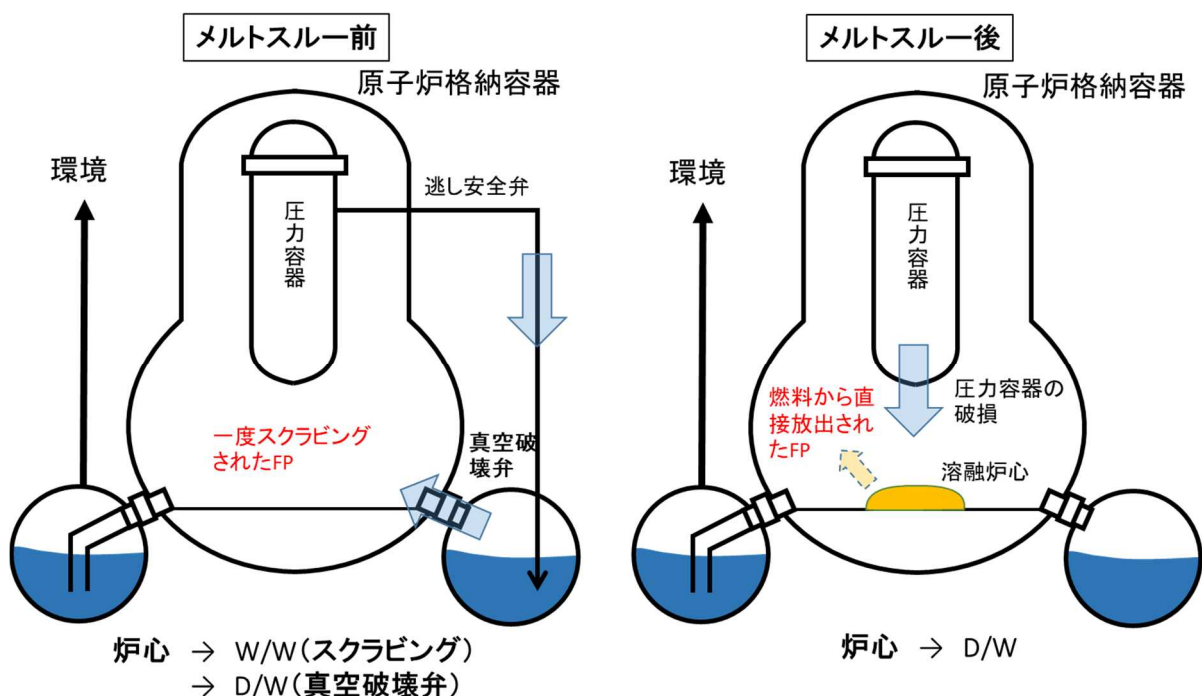 メルトスルー前
原子炉格納容器
環境
逃し安全弁
圧力容器
一度スクラビング
されたFP
真空破
壊弁
炉心 → W/W(スクラビング)
→ D/W(真空破壊弁)
メルトスルー後
原子炉格納容器
環境
圧力容器
圧力容器の
破損
燃料から直
接放出され
たFP
溶融炉心
炉心 → D/W